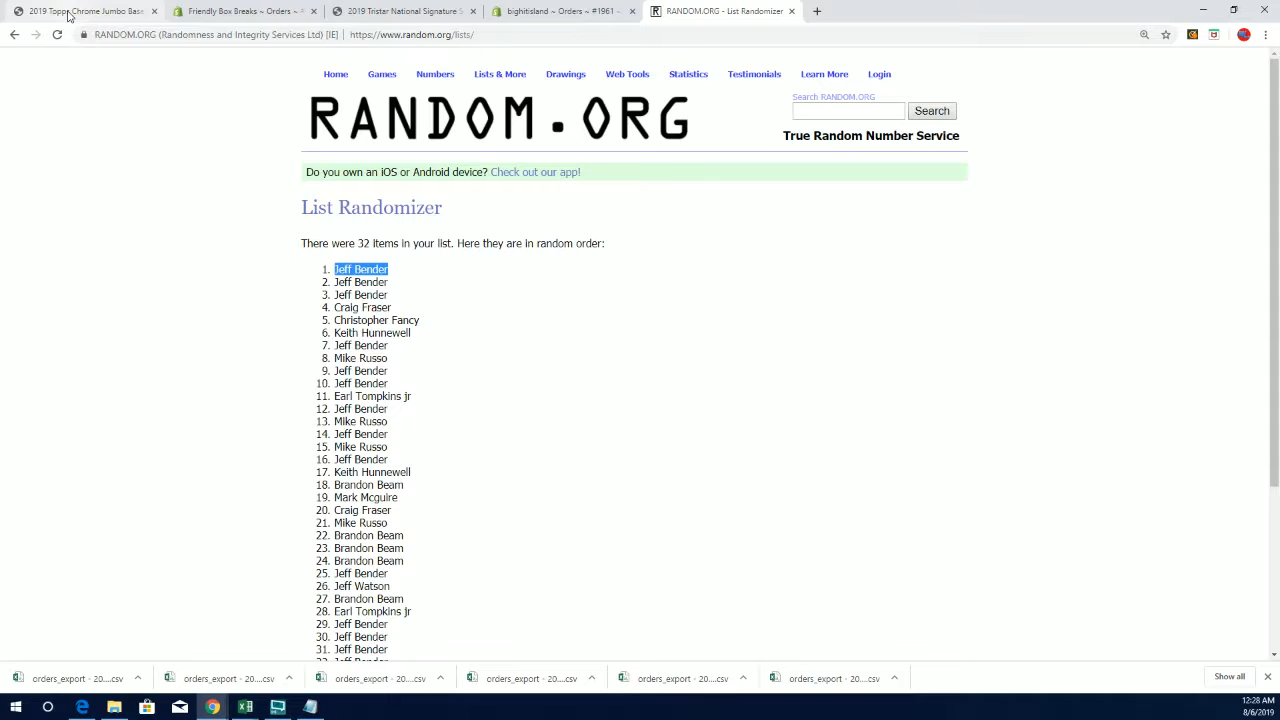 2019 Topps Chrome Jumbo Base
Friendly Box Breaks ~ Orders ~
2019 Tristar National Signature S
bightisland ~ Orders ~ #1961 ~
RANDOM.ORG - List Randomizer
RANDOM.ORG (Randomness and Integrity Services Ltd) [IE] | https://www.random.org/lists/
Home Games Numbers Lists & More Drawings Web Tools Statistics Testimonials Learn More Login
RANDOM.ORG
Search RANDOM.ORG
Search
True Random Number Service
Do you own an iOS or Android device? Check out our app!
List Randomizer
There were 32 items in your list. Here they are in random order:
1. Jeff Bender
2. Jeff Bender
3. Jeff Bender
4. Craig Fraser
5. Christopher Fancy
6. Keith Hunnewell
7. Jeff Bender
8. Mike Russo
9. Jeff Bender
10. Jeff Bender
11. Earl Tompkins jr
12. Jeff Bender
13. Mike Russo
14. Jeff Bender
15. Mike Russo
16. Jeff Bender
17. Keith Hunnewell
18. Brandon Beam
19. Mark Mcguire
20. Craig Fraser
21. Mike Russo
22. Brandon Beam
23. Brandon Beam
24. Brandon Beam
25. Jeff Bender
26. Jeff Watson
27. Brandon Beam
28. Earl Tompkins jr
29. Jeff Bender
30. Jeff Bender
31. Jeff Bender
32. Jeff Bender
orders_export - 20....csv orders_export - 20....csv orders_export - 20....csv orders_export - 20....csv orders_export - 20....csv orders_export - 20....csv Show all
12:28 AM
8/6/2019